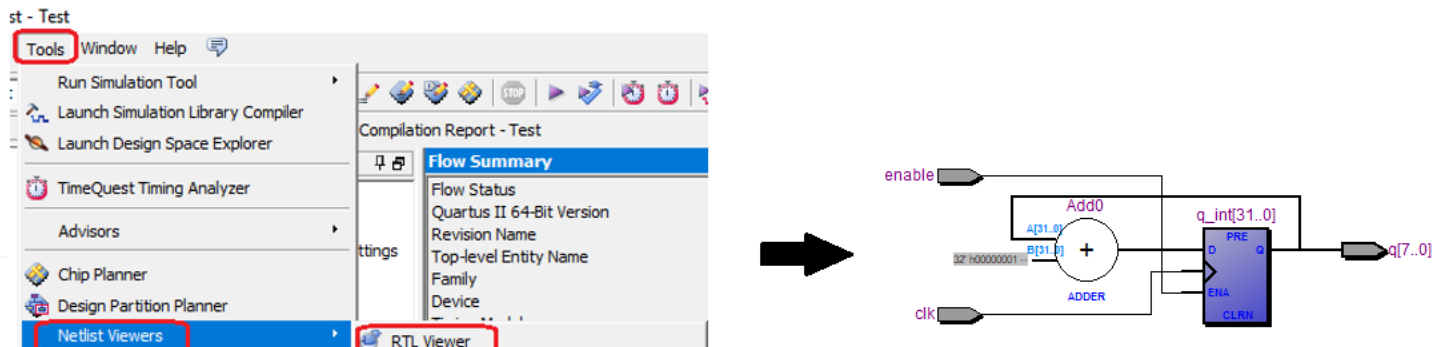 st - Test
Tools Window Help
Run Simulation Tool
Launch Simulation Library Compiler
Launch Design Space Explorer
TimeQuest Timing Analyzer
Advisors
Chip Planner
Design Partition Planner
Netlist Viewers
STOP
Compilation Report - Test
Flow Summary
ttings
Flow Status
Quartus II 64-Bit Version
Revision Name
Top-level Entity Name
Family
Device
RTL Viewer
enable
Add0
A[31..0]
B[31..0]
32' h00000001 --
+
ADDER
clk
q_int[31..0]
PRE
D Q
ENA
CLRN
q[7..0]